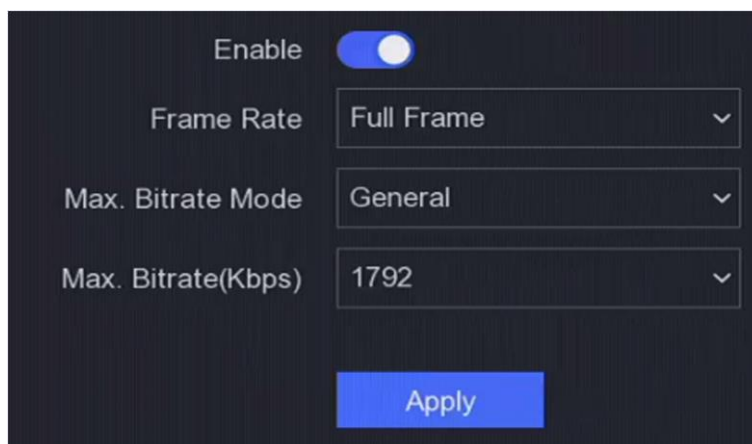 Enable
Frame Rate Full Frame
Max. Bitrate Mode General
Max. Bitrate(Kbps) 1792
Apply